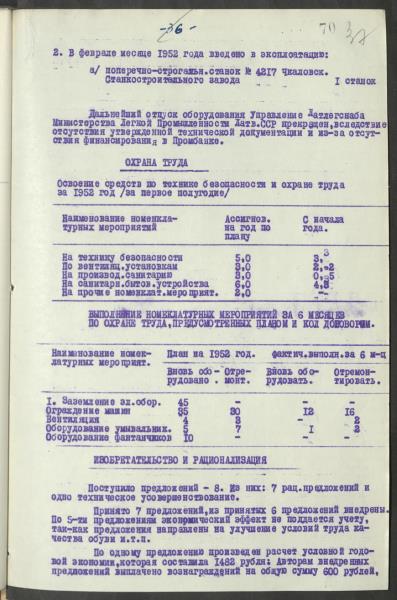 -36-
70
2. В феврале месяце 1952 года введено в эксплоатацию:
а/ поперечно-строгальн.станок № 4217 Чкаловск.
Станкостроительного завода I станок
Дальнейший отпуск оборудования Управление Латлегснаба
Министерства Легкой Промышленности Латв.ССР прекращен,вследствие
отсутствия утвержденной технической документации и из-за отсут-
ствия финансирования в Промбанке.
ОХРАНА ТРУДА
Освоение средств по технике безопасности и охране труда
за 1952 год /за первое полугодие/
Наименование номенкла- Ассигнов. С начала
турных мероприятий на год по года.
плану
На технику безопасности 5,0 3,3
По вентиляц.установкам 3,0 2,2
На производ.санитарию 3,0 0,5
На санитарн.бытов.устройства 6,0 4,8
На прочие номенклат.мероприят. 2,0 -
ВЫПОЛНЕНИЕ НОМЕКЛАТУРНЫХ МЕРОПРИЯТИЙ ЗА 6 МЕСЯЦЕВ
ПО ОХРАНЕ ТРУДА,ПРЕДУСМОТРЕННЫХ ПЛАНОМ И КОЛ ДОГОВОРОМ.
Наименование номек- План на 1952 год. фактич.выполн.за 6 м-ц
латурных мероприят. Вновь обо- Отре- Вновь обо- Отремон-
рудовано. монт. рудовать. тировать.
I. Заземление эл.обор. 45 - - -
Ограждение машин 35 30 12 16
Вентиляция 4 3 - 2
Оборудование умывальник. 5 7 I 2
Оборудование фантанчиков 10 - - -
ИЗОБРЕТАТЕЛЬСТВО И РАЦИОНАЛИЗАЦИЯ
Поступило предложений - 8. Из них: 7 рац.предложений и
одно техническое усовершенствование.
Принято 7 предложений,из принятых 6 предложений внедрены.
По 5-ти предложениям экономический эффект не поддается учету,
так-как предложения направлены на улучшение условий труда ка-
чества обуви и.т.п.
По одному предложению произведен расчет условной годо-
вой экономии,которая составила 1482 рубля: Авторам внедренных
предложений выплачено вознаграждений на общую сумму 600 рублей,